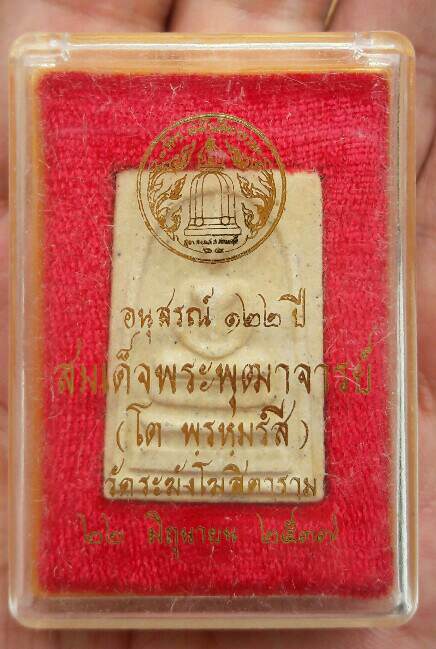 อนุสรณ์ ๑๒๒ ปี
สมเด็จพระพุฒาจารย์
(โต พรหฺมรํสี)
วัดระฆังโฆสิตาราม
๒๒ มิถุนายน ๒๕๓๗